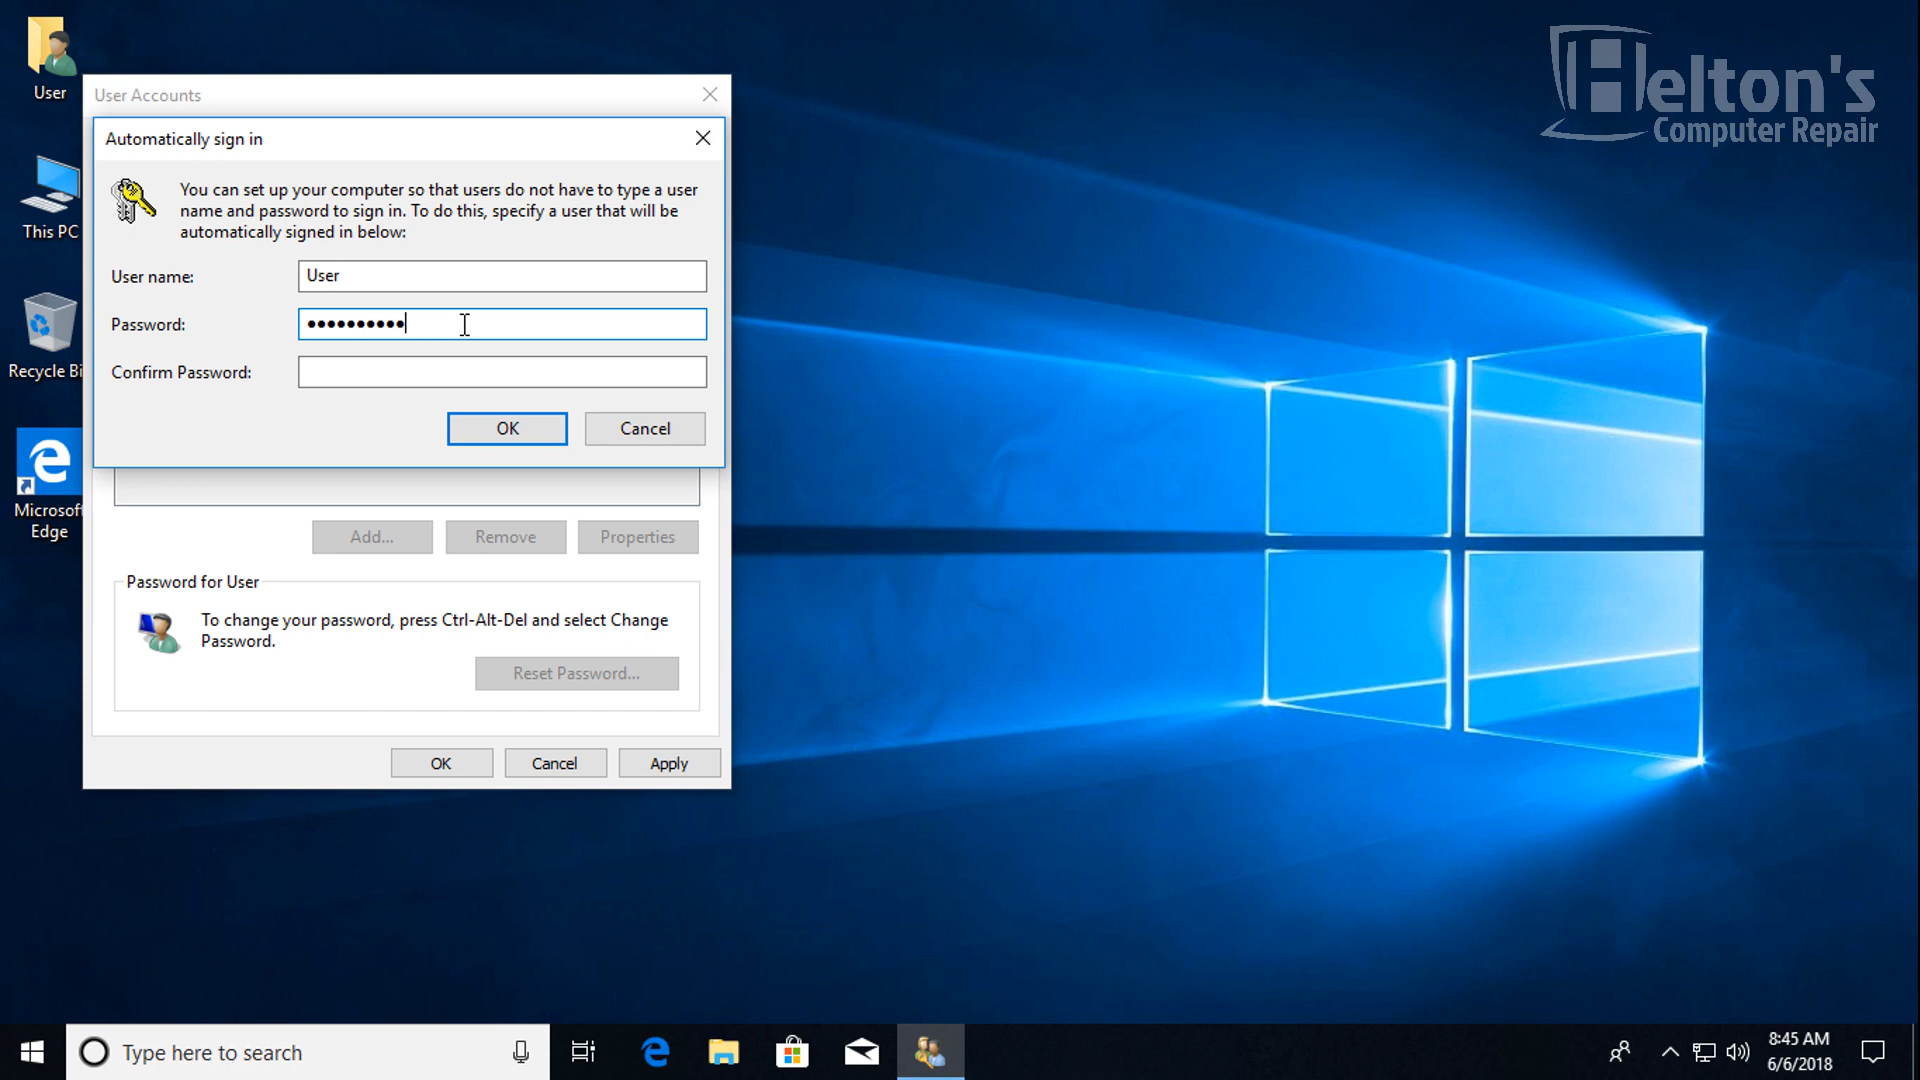 Helton's
Computer Repair
User
This PC
Recycle Bi
Microsof
Edge
User Accounts
Automatically sign in
You can set up your computer so that users do not have to type a user
name and password to sign in. To do this, specify a user that will be
automatically signed in below:
User name:
User
Password:
••••••••••
Confirm Password:
OK
Cancel
Add...
Remove
Properties
Password for User
To change your password, press Ctrl-Alt-Del and select Change
Password.
Reset Password...
OK
Cancel
Apply
Type here to search
8:45 AM
6/6/2018